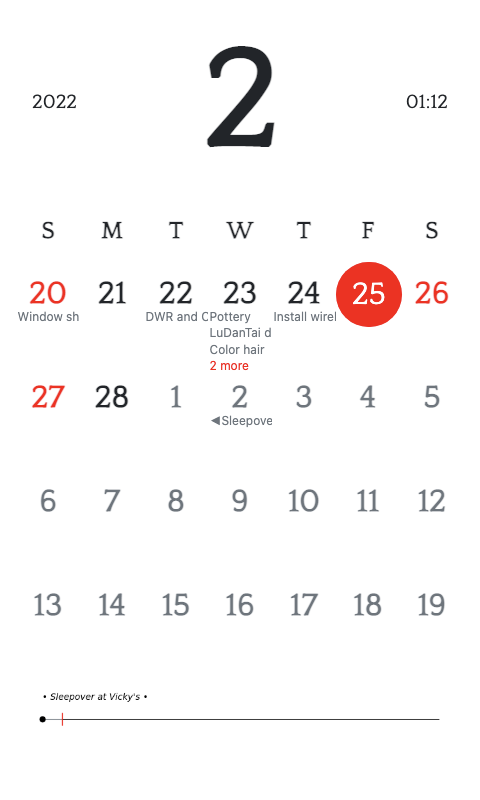 2
2022
01:12
S M T W T F S
20 21 22 23 24 25 26
Window sh DWR and C Pottery Install wirel
LuDanTai d
Color hair
2 more
27 28 1 2 3 4 5
◀Sleepove
6 7 8 9 10 11 12
13 14 15 16 17 18 19
• Sleepover at Vicky's •